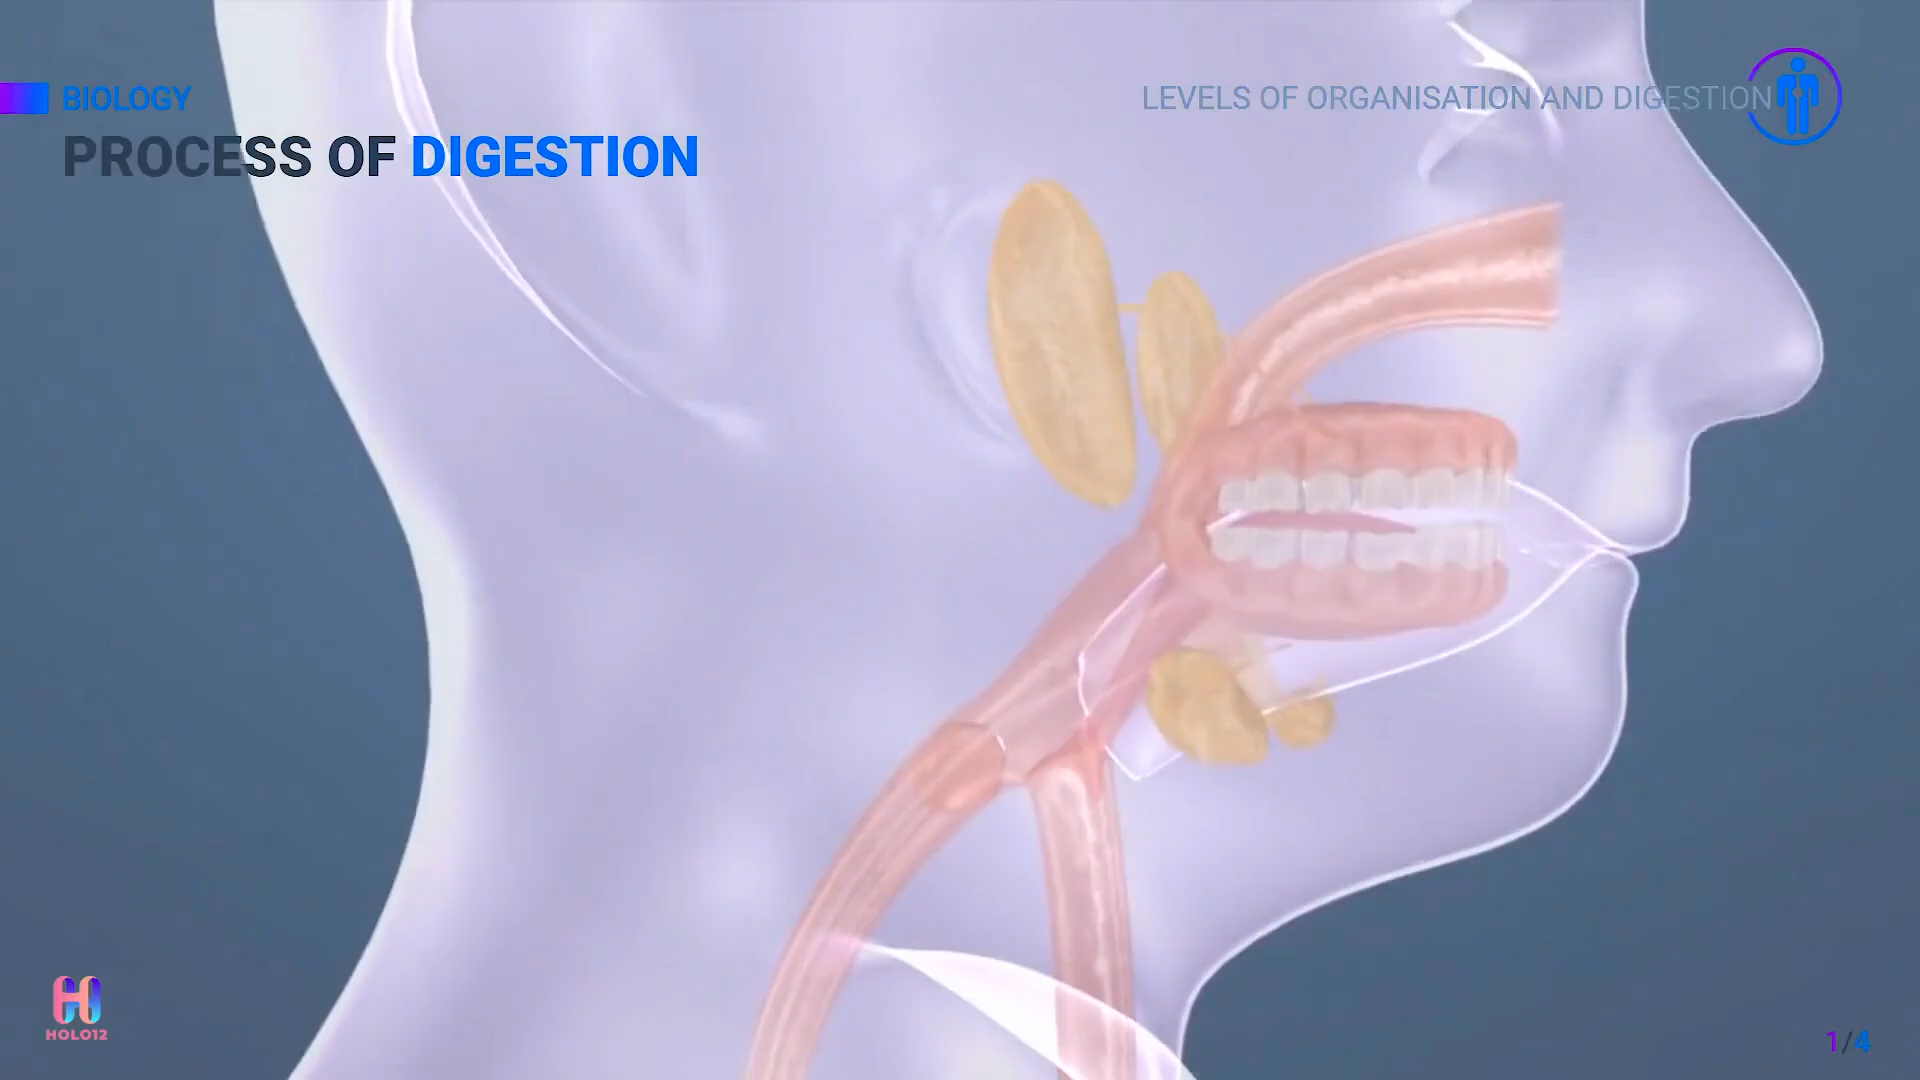 BIOLOGY
PROCESS OF DIGESTION
LEVELS OF ORGANISATION AND DIGESTION
HOLO12
1/4